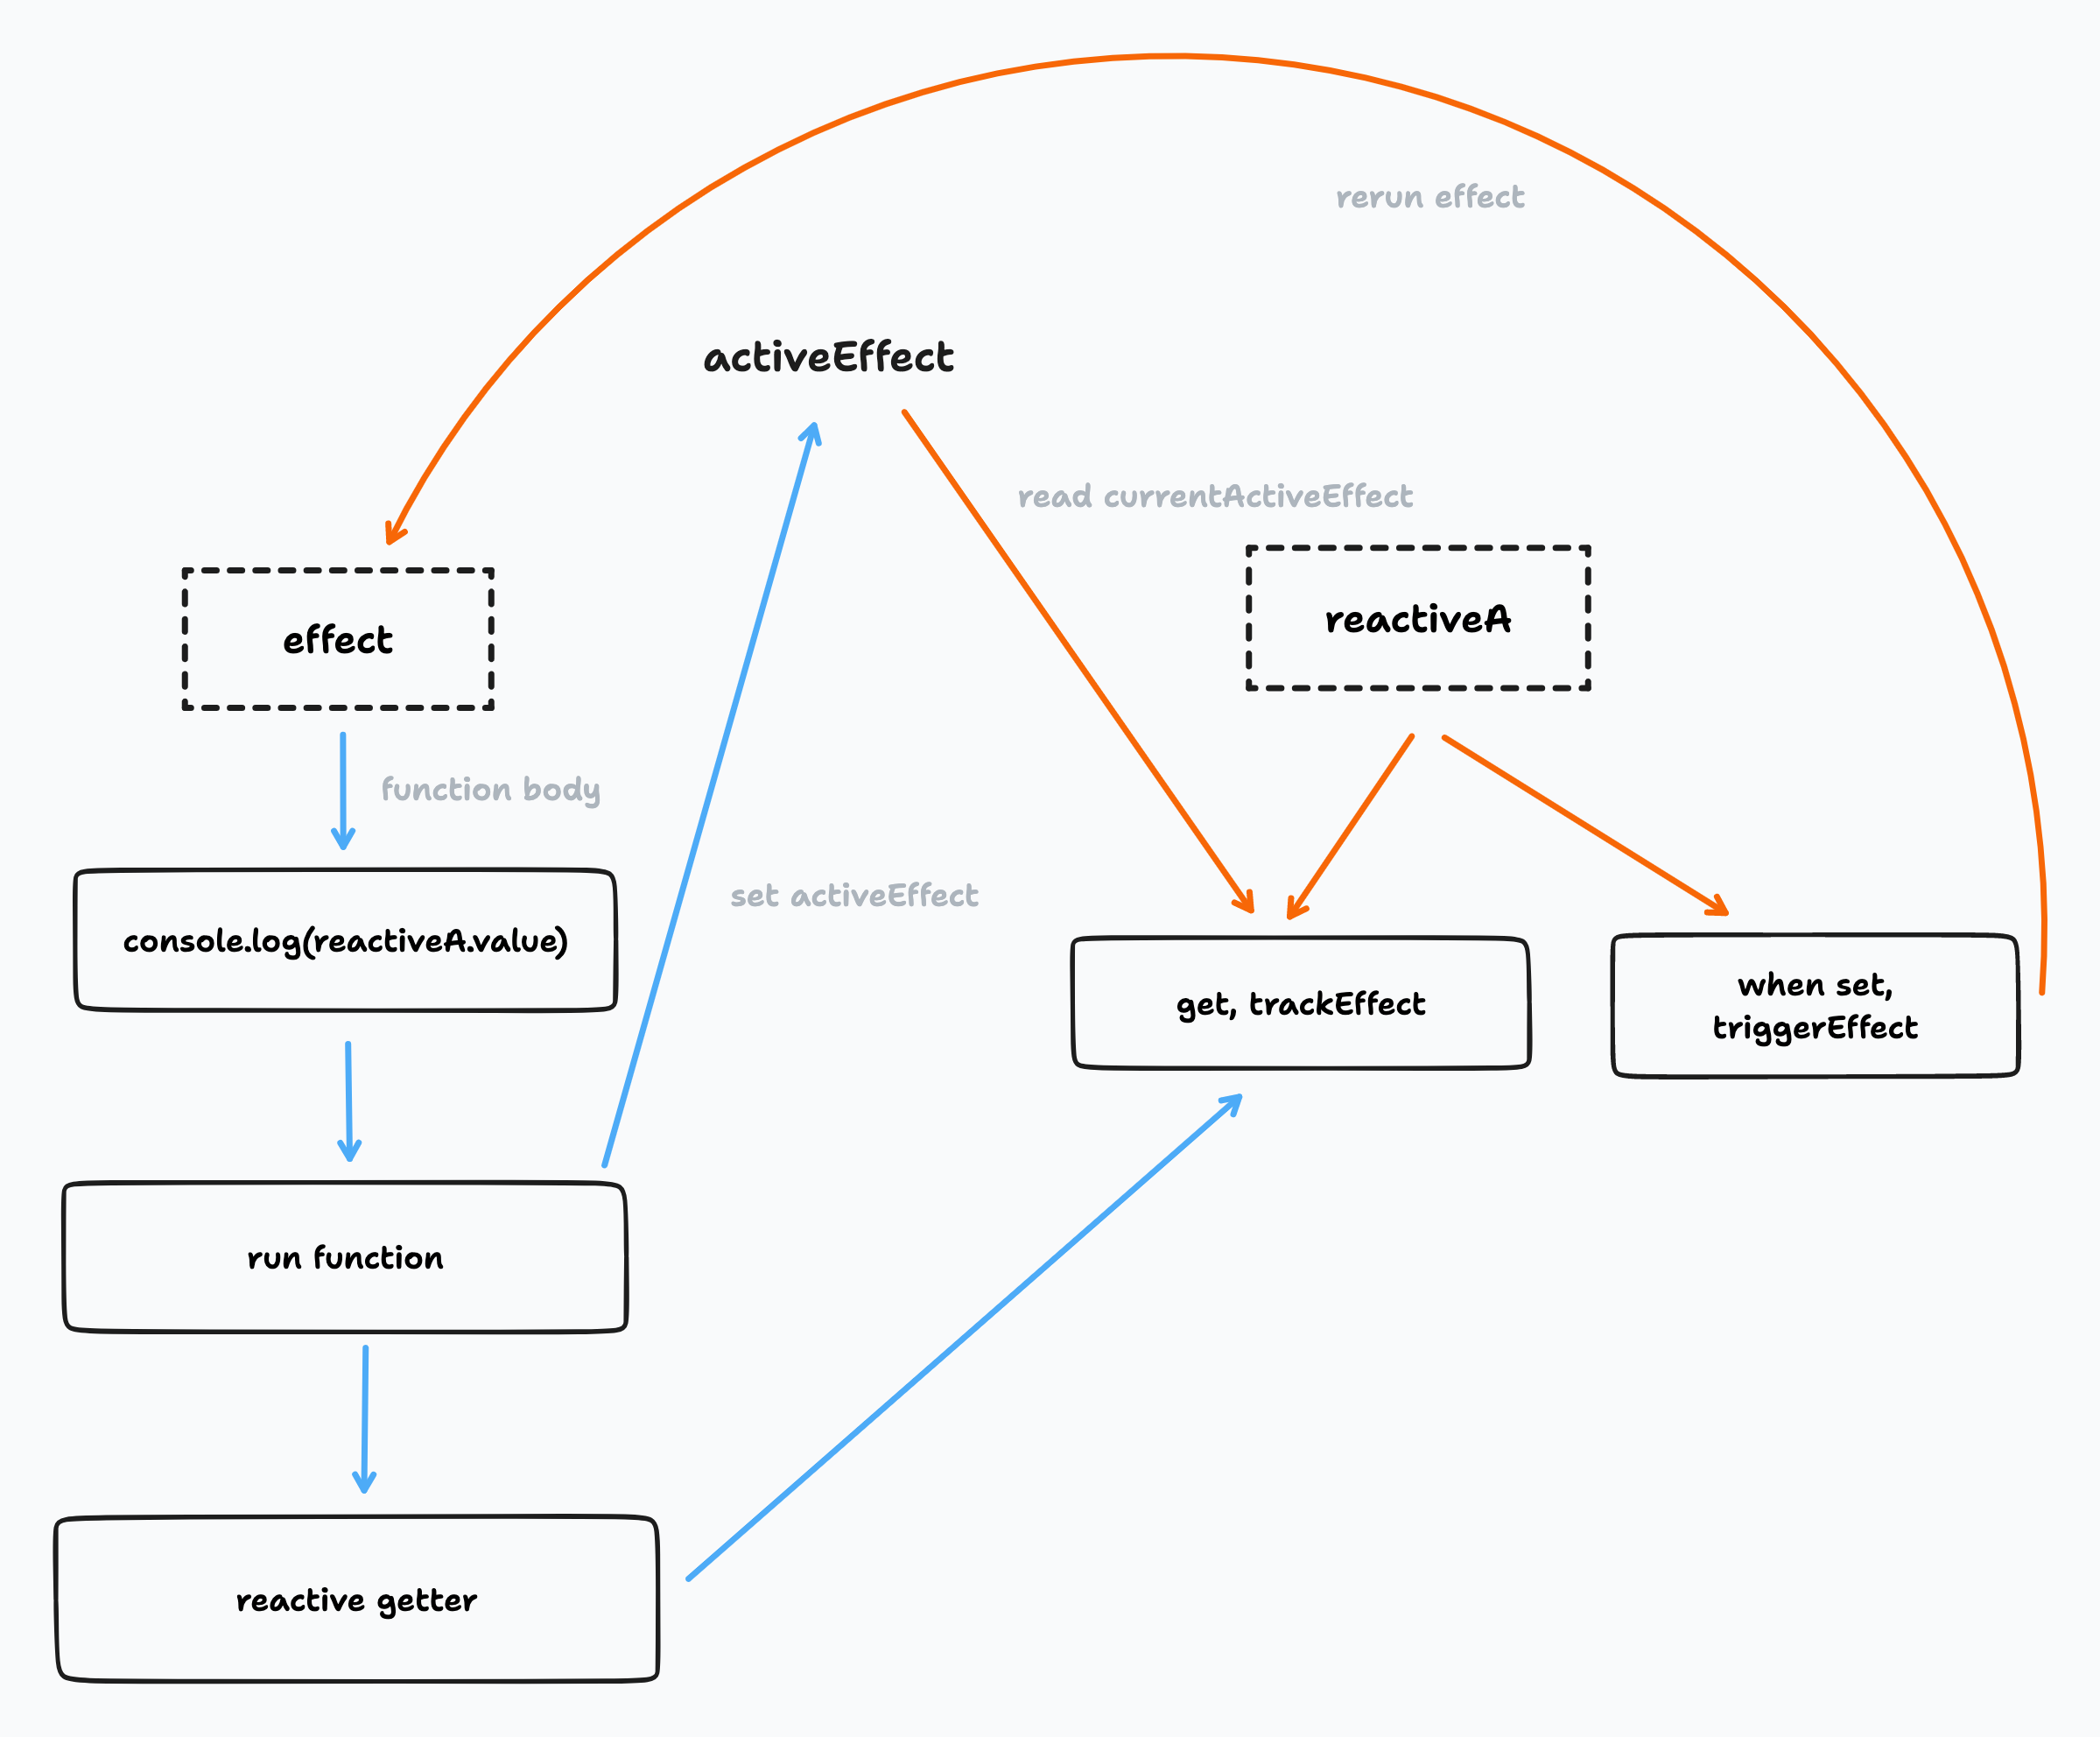 rerun effect
activeEffect
read currentActiveEffect
effect
reactiveA
function body
set activeEffect
console.log(reactiveA.value)
get, trackEffect
when set,
triggerEffect
run function
reactive getter